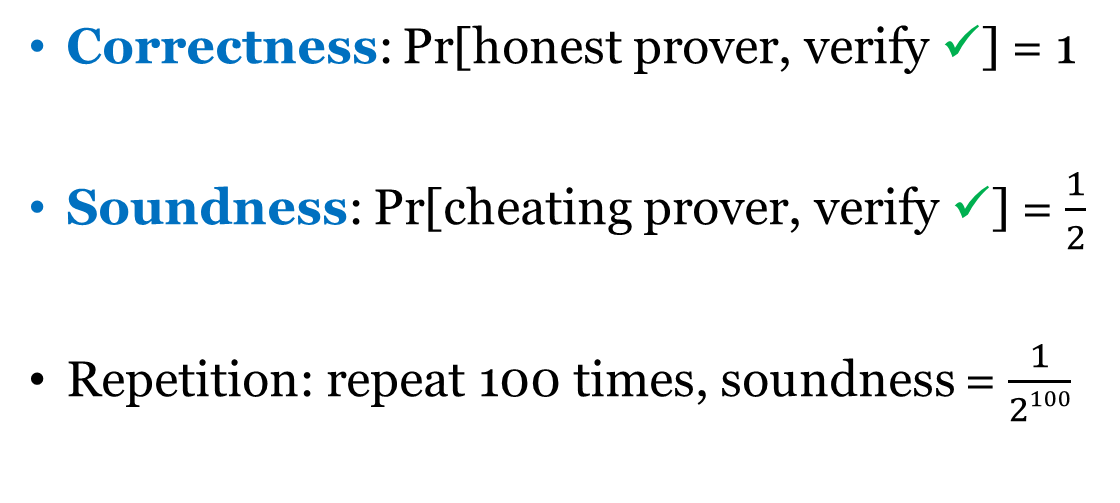 • Correctness: Pr[honest prover, verify ✓] = 1
• Soundness: Pr[cheating prover, verify ✓] = 1/2
• Repetition: repeat 100 times, soundness = 1/2^100